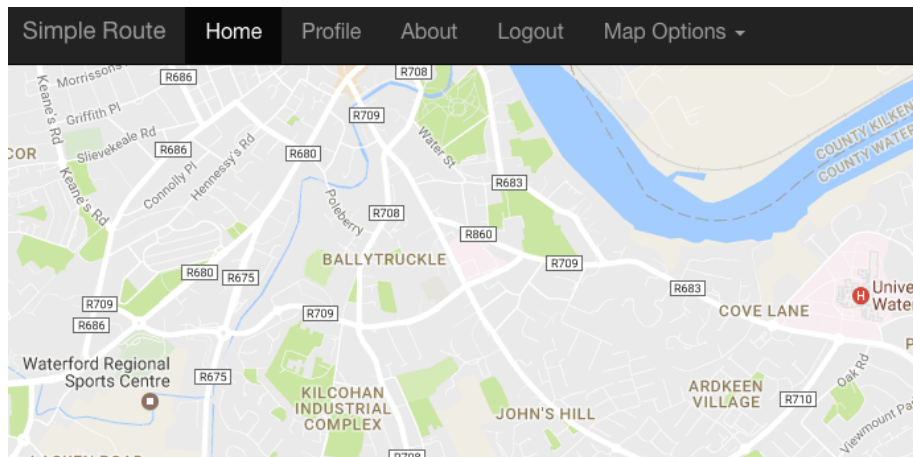 Simple Route Home Profile About Logout Map Options
Morrisson's
R686
R708
Keane's Rd
Griffith Pl
R709
Slievekeale Rd
R686
Hennessy's Rd
R680
Water St
COUNTY KILKEN
COUNTY WATER
COR
Connolly Pl
Keane's Rd
Poleberry
R683
R708
R860
BALLYTRUCKLE
R709
R680
R675
R683
H
Unive
Water
R709
R686
R709
COVE LANE
P
Waterford Regional
Sports Centre
R675
Oak Rd
KILCOHAN
INDUSTRIAL
COMPLEX
ARDKEEN
VILLAGE
R710
JOHN'S HILL
Viewmount Pa
R708